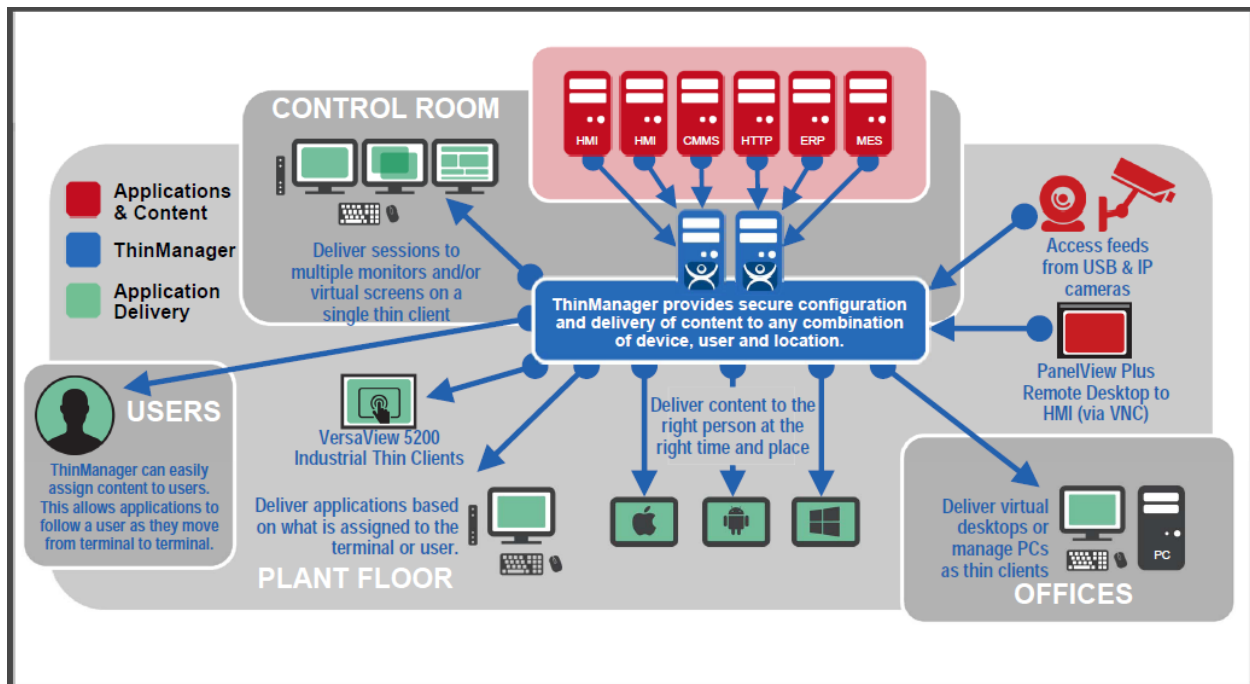 CONTROL ROOM
HMI
HMI
CMMS
HTTP
ERP
MES
Applications
& Content
ThinManager
Application
Delivery
Deliver sessions to
multiple monitors and/or
virtual screens on a
single thin client
ThinManager provides secure configuration
and delivery of content to any combination
of device, user and location.
Access feeds
from USB & IP
cameras
PanelView Plus
Remote Desktop to
HMI (via VNC)
USERS
ThinManager can easily
assign content to users.
This allows applications to
follow a user as they move
from terminal to terminal.
VersaView 5200
Industrial Thin Clients
Deliver content to the
right person at the
right time and place
Deliver applications based
on what is assigned to the
terminal or user.
PLANT FLOOR
Deliver virtual
desktops or
manage PCs
as thin clients
PC
OFFICES